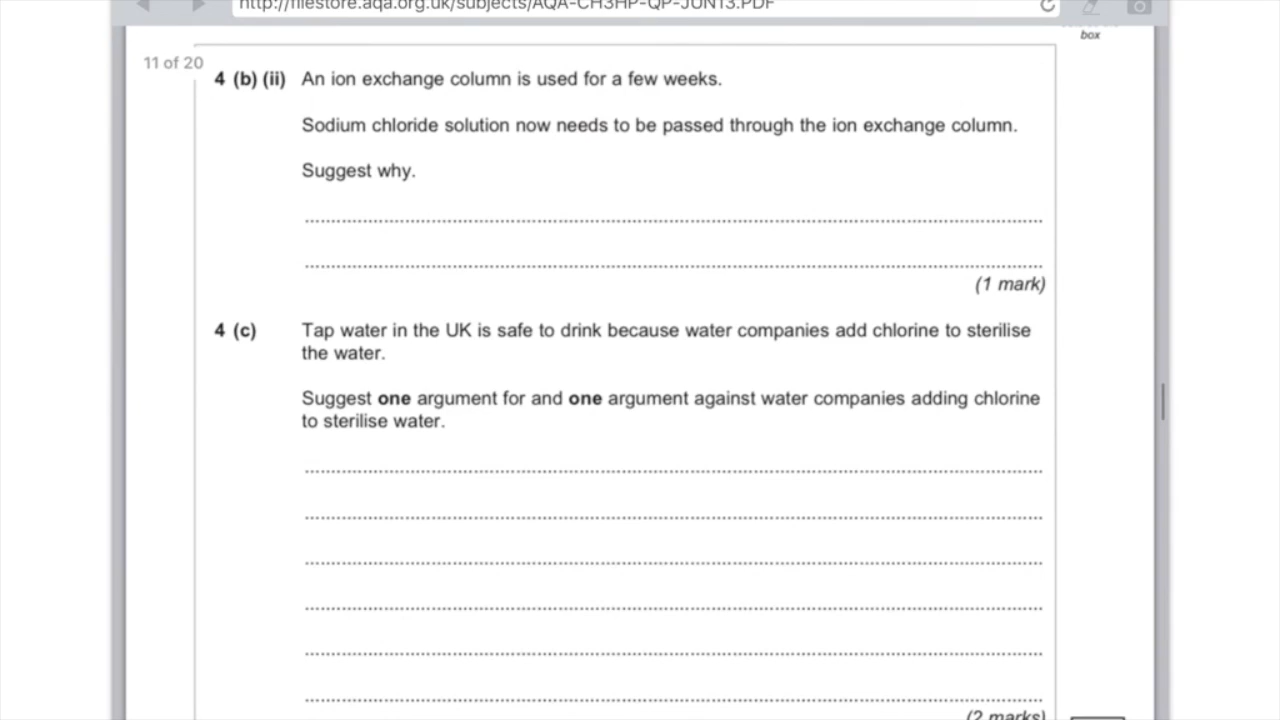 http://filestore.aqa.org.uk/subjects/AQA-CH3HP-QP-JUN13.PDF
box
11 of 20
4 (b) (ii) An ion exchange column is used for a few weeks.
Sodium chloride solution now needs to be passed through the ion exchange column.
Suggest why.
(1 mark)
4 (c) Tap water in the UK is safe to drink because water companies add chlorine to sterilise
the water.
Suggest one argument for and one argument against water companies adding chlorine
to sterilise water.
(2 marks)